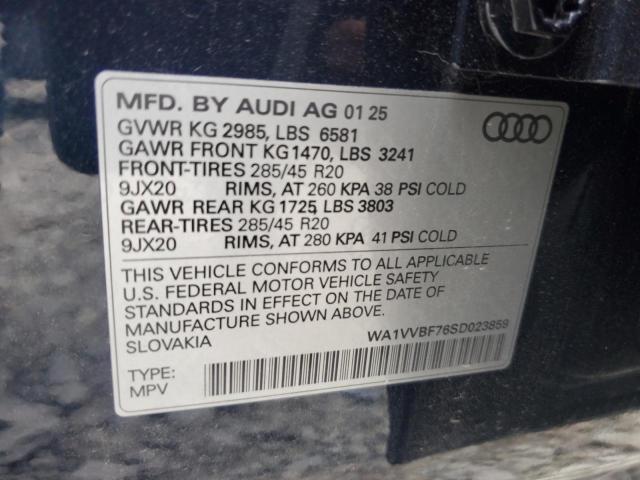 MFD. BY AUDI AG 01 25
GVWR KG 2985, LBS 6581
GAWR FRONT KG1470, LBS 3241
FRONT-TIRES 285/45 R20
9JX20 RIMS, AT 260 KPA 38 PSI COLD
GAWR REAR KG 1725, LBS 3803
REAR-TIRES 285/45 R20
9JX20 RIMS, AT 280 KPA 41 PSI COLD
THIS VEHICLE CONFORMS TO ALL APPLICABLE
U.S. FEDERAL MOTOR VEHICLE SAFETY
STANDARDS IN EFFECT ON THE DATE OF
MANUFACTURE SHOWN ABOVE.
SLOVAKIA
WA1VVBF76SD023859
TYPE:
MPV